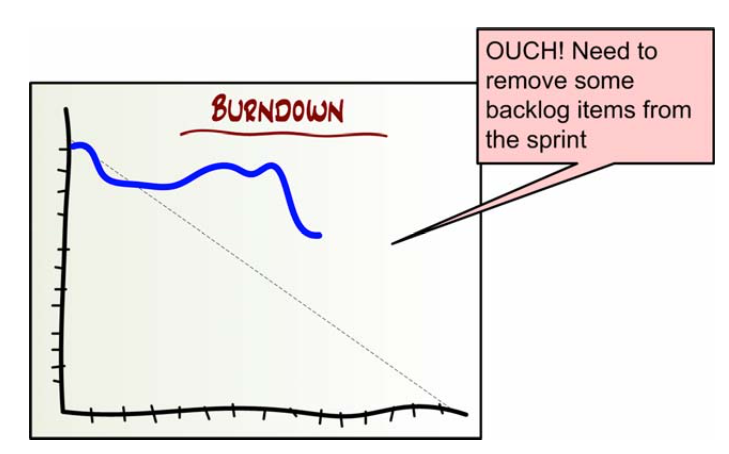 BURNDOWN
OUCH! Need to
remove some
backlog items from
the sprint